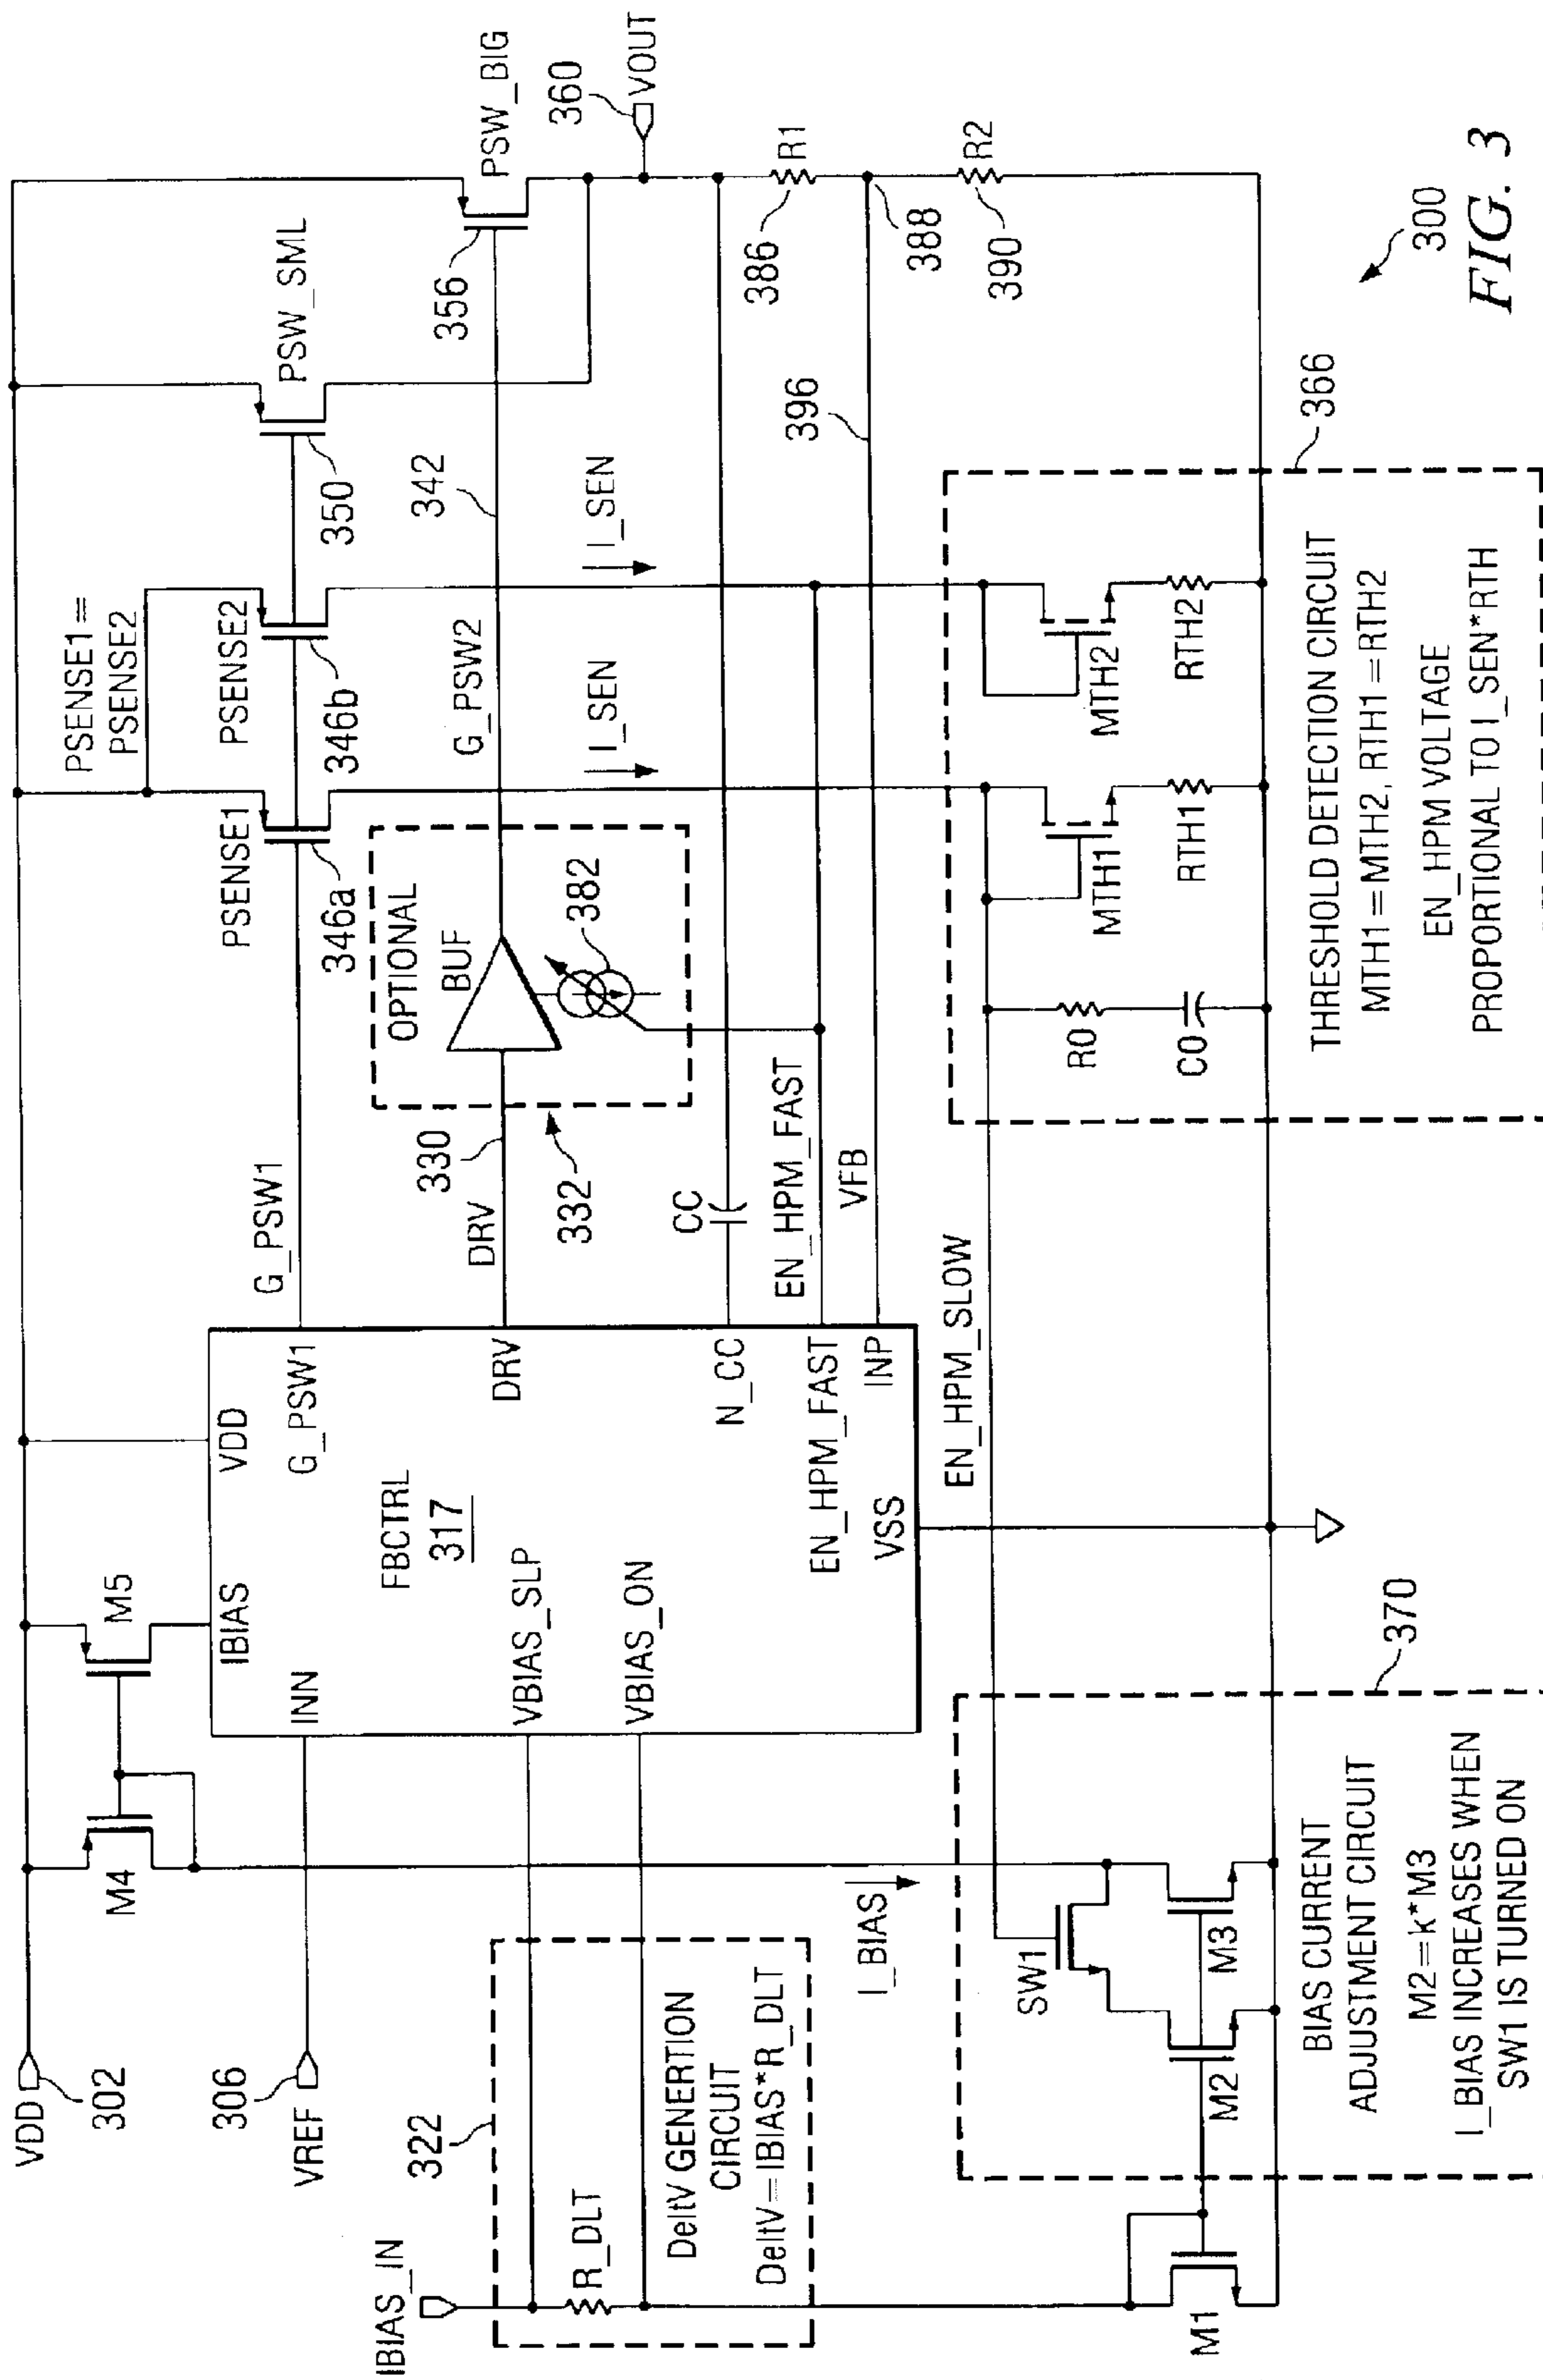 VDD
302
M4
M5
VREF
306
INN
IBIAS
VDD
G_PSW1
FBCTRL
317
DRV
VBIAS_SLP
VBIAS_ON
N_CC
EN_HPM_FAST
INP
VSS
G_PSW1
PSENSE1
346a
PSENSE1=
PSENSE2
PSENSE2
346b
PSW_SML
350
PSW_BIG
356
360
VOUT
DRV
330
332
OPTIONAL
BUF
382
G_PSW2
342
I_SEN
I_SEN
CC
EN_HPM_FAST
VFB
396
R1
386
388
R2
390
IBIAS_IN
322
R_DLT
DeltV GENERTION
CIRCUIT
DeltV=IBIAS*R_DLT
I_BIAS
EN_HPM_SLOW
M1
M2
M3
SW1
BIAS CURRENT
ADJUSTMENT CIRCUIT
M2=K*M3
I_BIAS INCREASES WHEN
SW1 IS TURNED ON
370
R0
C0
MTH1
RTH1
MTH2
RTH2
THRESHOLD DETECTION CIRCUIT
MTH1=MTH2, RTH1=RTH2
EN_HPM VOLTAGE
PROPORTIONAL TO I_SEN*RTH
366
300
FIG. 3